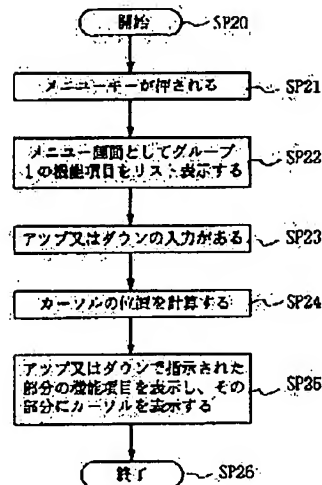 開始
SP20
メニューキーが押される
SP21
メニュー画面としてグループ
1の機能項目をリスト表示する
SP22
アップ又はダウンの入力がある
SP23
カーソルの位置を計算する
SP24
アップ又はダウンで指示された
部分の機能項目を表示し、その
部分にカーソルを表示する
SP25
終了
SP26